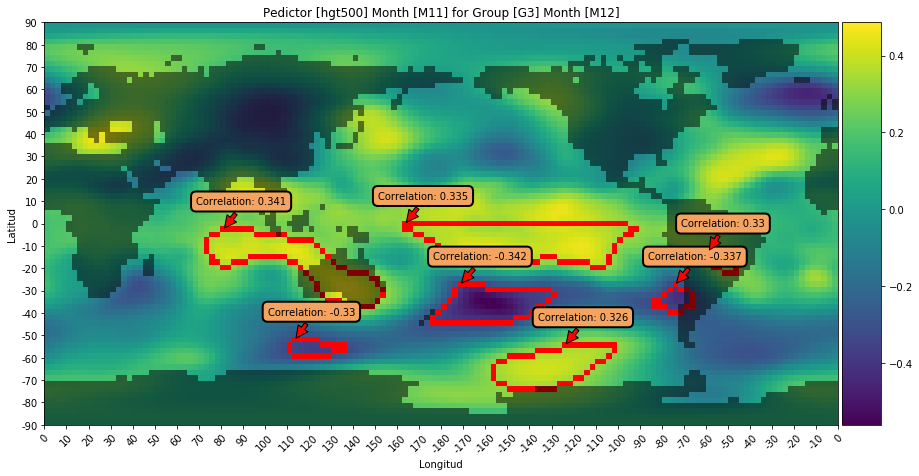 Pedictor [hgt500] Month [M11] for Group [G3] Month [M12]
90
80
70
60
50
40
30
20
10
0
-10
-20
-30
-40
-50
-60
-70
-80
-90
Latitud
Correlation: 0.341
Correlation: 0.335
Correlation: 0.33
Correlation: -0.342
Correlation: -0.337
Correlation: -0.33
Correlation: 0.326
0.4
0.2
0.0
−0.2
−0.4
0 10 20 30 40 50 60 70 80 90 100 110 120 130 140 150 160 170 180 -170 -160 -150 -140 -130 -120 -110 -100 -90 -80 -70 -60 -50 -40 -30 -20 -10 0
Longitud